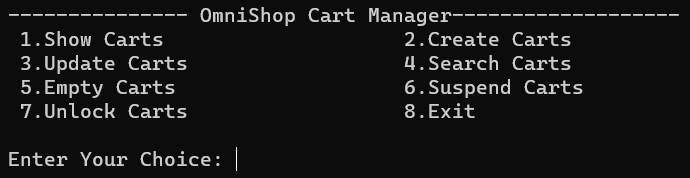 --------------- OmniShop Cart Manager-------------------
1.Show Carts 2.Create Carts
3.Update Carts 4.Search Carts
5.Empty Carts 6.Suspend Carts
7.Unlock Carts 8.Exit
Enter Your Choice: